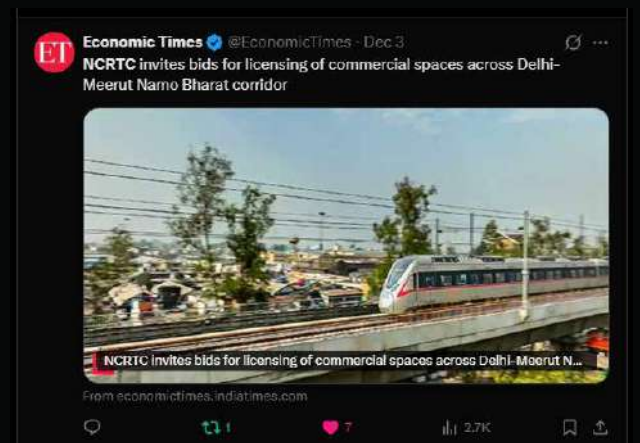 ET
Economic Times @EconomicTimes · Dec 3
NCRTC invites bids for licensing of commercial spaces across Delhi-
Meerut Namo Bharat corridor
NCRTC invites bids for licensing of commercial spaces across Delhi-Meerut N...
From economictimes.indiatimes.com
1 7 2.7K